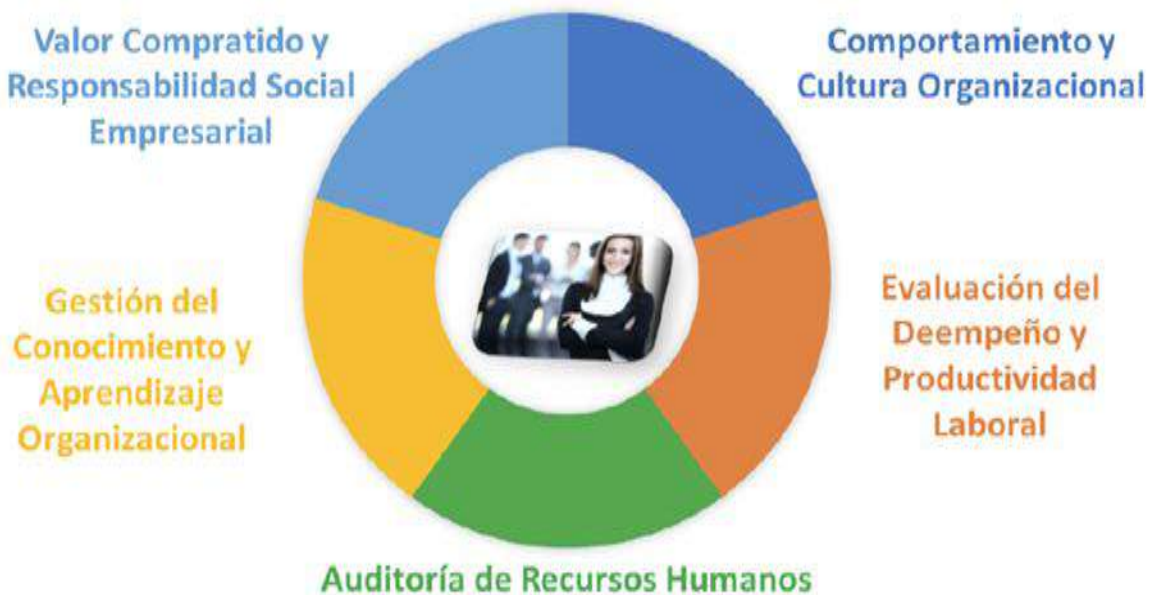 Valor Compratido y
Responsabilidad Social
Empresarial
Comportamiento y
Cultura Organizacional
Gestión del
Conocimiento y
Aprendizaje
Organizacional
Evaluación del
Deempeño y
Productividad
Laboral
Auditoría de Recursos Humanos